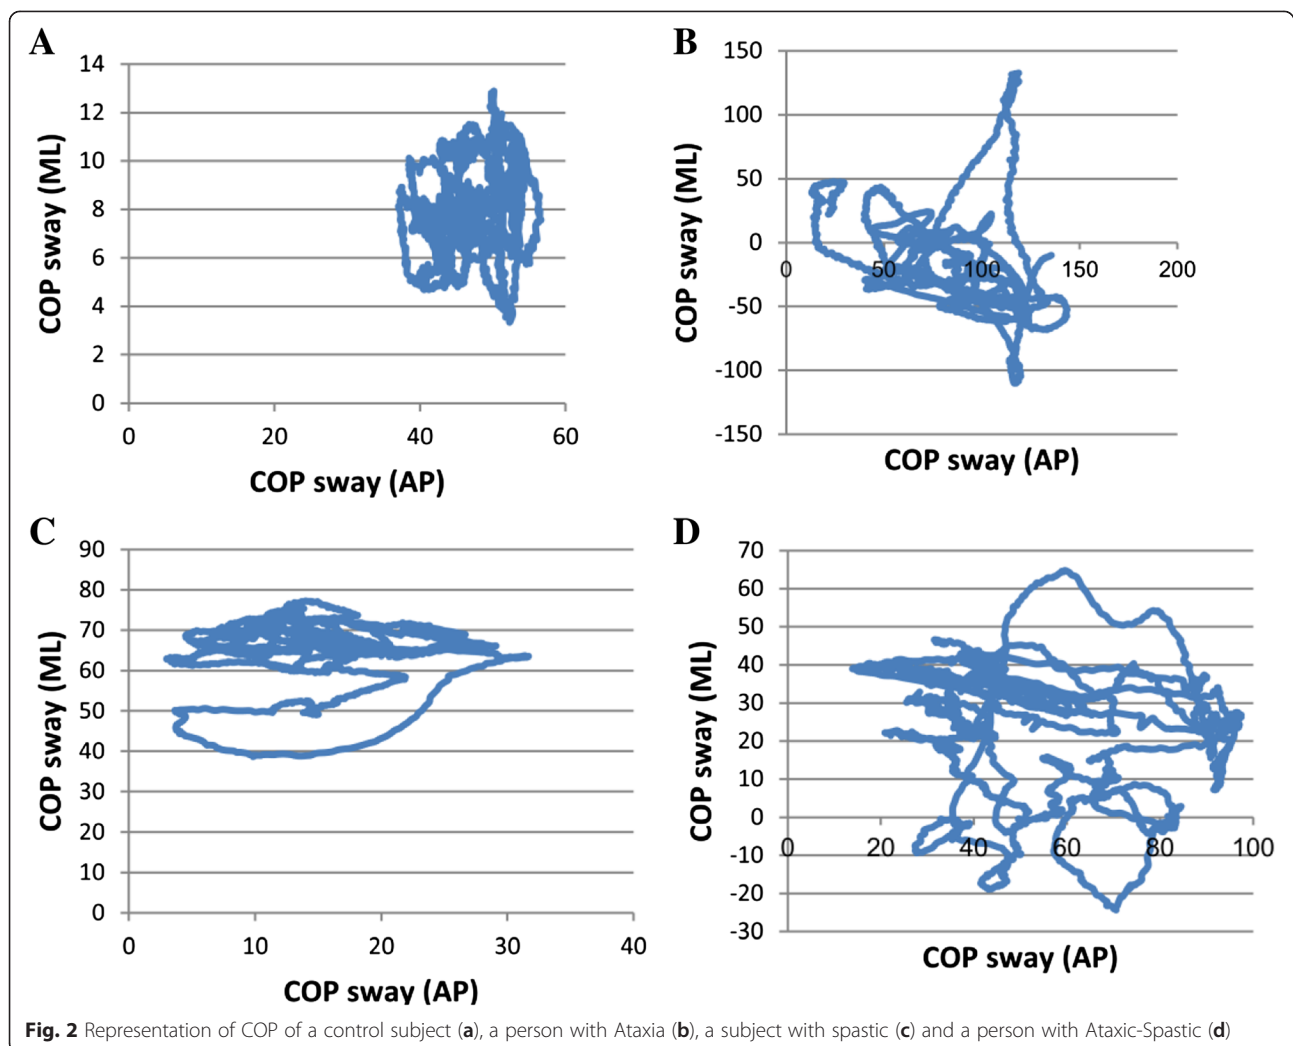 A
14
12
10
8
6
4
2
0
0 20 40 60
COP sway (ML)
COP sway (AP)
B
150
100
50
0
-50
-100
-150
0 50 100 150 200
COP sway (ML)
COP sway (AP)
C
90
80
70
60
50
40
30
20
10
0
0 10 20 30 40
COP sway (ML)
COP sway (AP)
D
70
60
50
40
30
20
10
0
-10
-20
-30
0 20 40 60 80 100
COP sway (ML)
COP sway (AP)
Fig. 2 Representation of COP of a control subject (a), a person with Ataxia (b), a subject with spastic (c) and a person with Ataxic-Spastic (d)